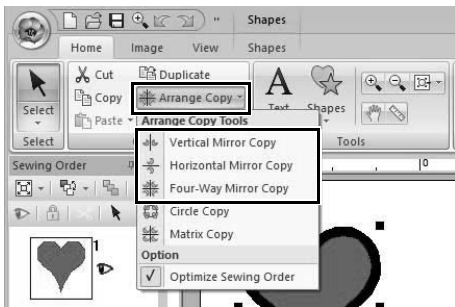 Shapes
Home Image View Shapes
Cut Duplicate
Select Copy Arrange Copy Text Shapes
Paste Arrange Copy Tools
Select Tools
Vertical Mirror Copy
Sewing Order 0
Horizontal Mirror Copy
Four-Way Mirror Copy
Circle Copy
Matrix Copy
1
Option
Optimize Sewing Order